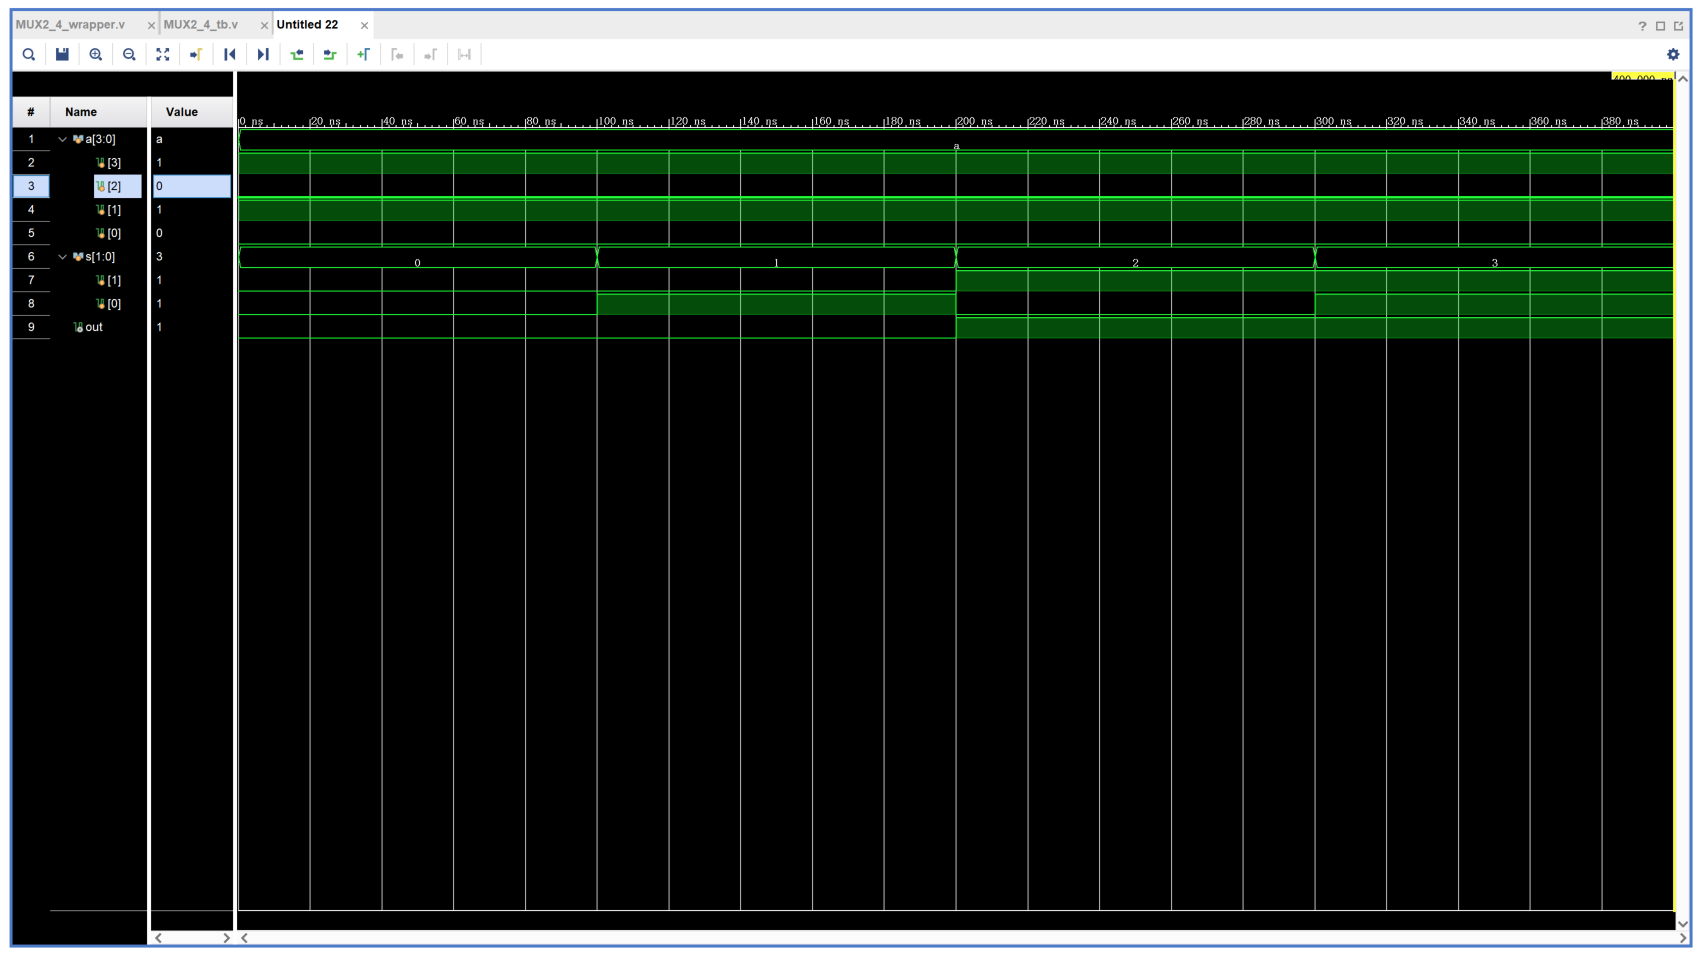 MUX2_4_wrapper.v × MUX2_4_tb.v × Untitled 22 ×
?
# Name Value
0 ns 20 ns 40 ns 60 ns 80 ns 100 ns 120 ns 140 ns 160 ns 180 ns 200 ns 220 ns 240 ns 260 ns 280 ns 300 ns 320 ns 340 ns 360 ns 380 ns
1 a[3:0] a a
2 [3] 1
3 [2] 0
4 [1] 1
5 [0] 0
6 s[1:0] 3 0 1 2 3
7 [1] 1
8 [0] 1
9 out 1